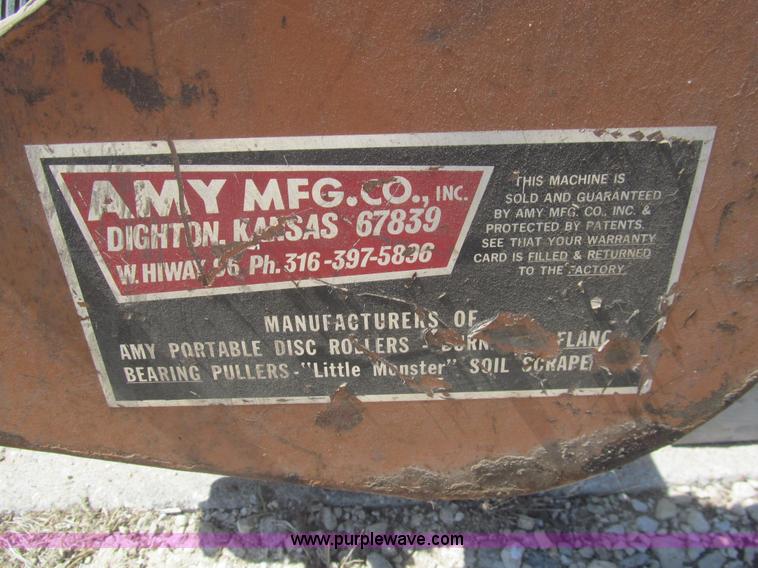 AMY MFG. CO., INC.
DIGHTON, KANSAS 67839
W. HIWAY 96 Ph. 316-397-5896
THIS MACHINE IS
SOLD AND GUARANTEED
BY AMY MFG. CO. INC. &
PROTECTED BY PATENTS.
SEE THAT YOUR WARRANTY
CARD IS FILLED & RETURNED
TO THE FACTORY
MANUFACTURERS OF
AMY PORTABLE DISC ROLLERS
BEARING PULLERS - "Little Monster" SOIL SCRAPE
www.purplewave.com